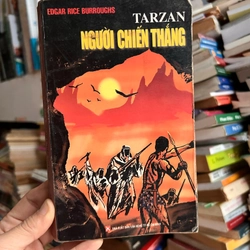 EDGAR RICE BURROUGHS
TARZAN
NGƯỜI CHIẾN THẮNG